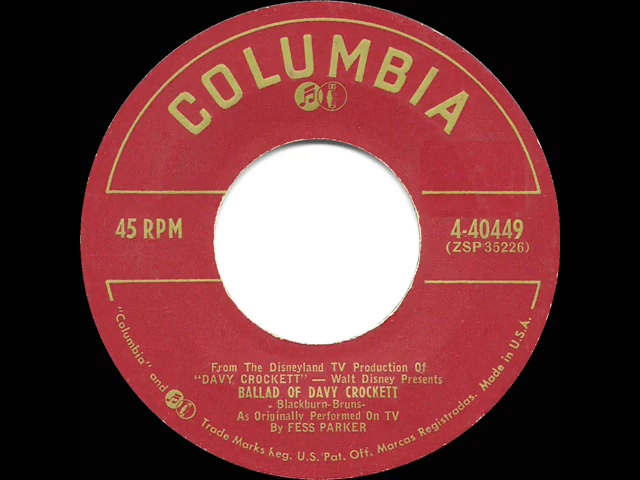 COLUMBIA
45 RPM
4-40449
(ZSP 35226)
From The Disneyland TV Production Of
"DAVY CROCKETT" — Walt Disney Presents
BALLAD OF DAVY CROCKETT
- Blackburn-Bruns-
As Originally Performed On TV
By FESS PARKER
"Columbia" and Trade Marks Reg. U.S. Pat. Off. Marcas Registradas. Made in U.S.A.